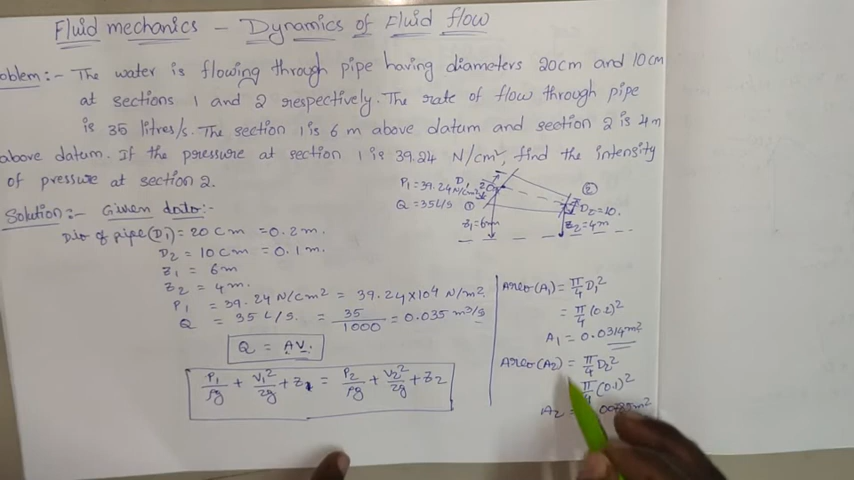 Fluid mechanics - Dynamics of Fluid flow
oblem:- The water is flowing through pipe having diameters 20cm and 10cm
at sections 1 and 2 respectively. The rate of flow through pipe
is 35 litres/s. The section 1 is 6 m above datum and section 2 is 4m
above datum. If the pressure at section 1 is 39.24 N/cm², find the intensity
of pressure at section 2.
P1 = 39.24 N/cm²
Q = 35L/S
D1
20
①
②
D2=10.
Z1=6m
Z2=4m
Solution:- Given data:-
Dia of pipe(D1) = 20 cm = 0.2 m.
D2 = 10 cm = 0.1 m.
Z1 = 6m
Z2 = 4m.
P1 = 39.24 N/cm² = 39.24×10⁴ N/m².
Q = 35 L/s. = 35/1000 = 0.035 m³/s
Q = AV.
P1/ρg + V1²/2g + Z1 = P2/ρg + V2²/2g + Z2
Area(A1) = π/4 D1²
= π/4 (0.2)²
A1 = 0.0314m²
Area(A2) = π/4 D2²
π/4 (0.1)²
A2 =